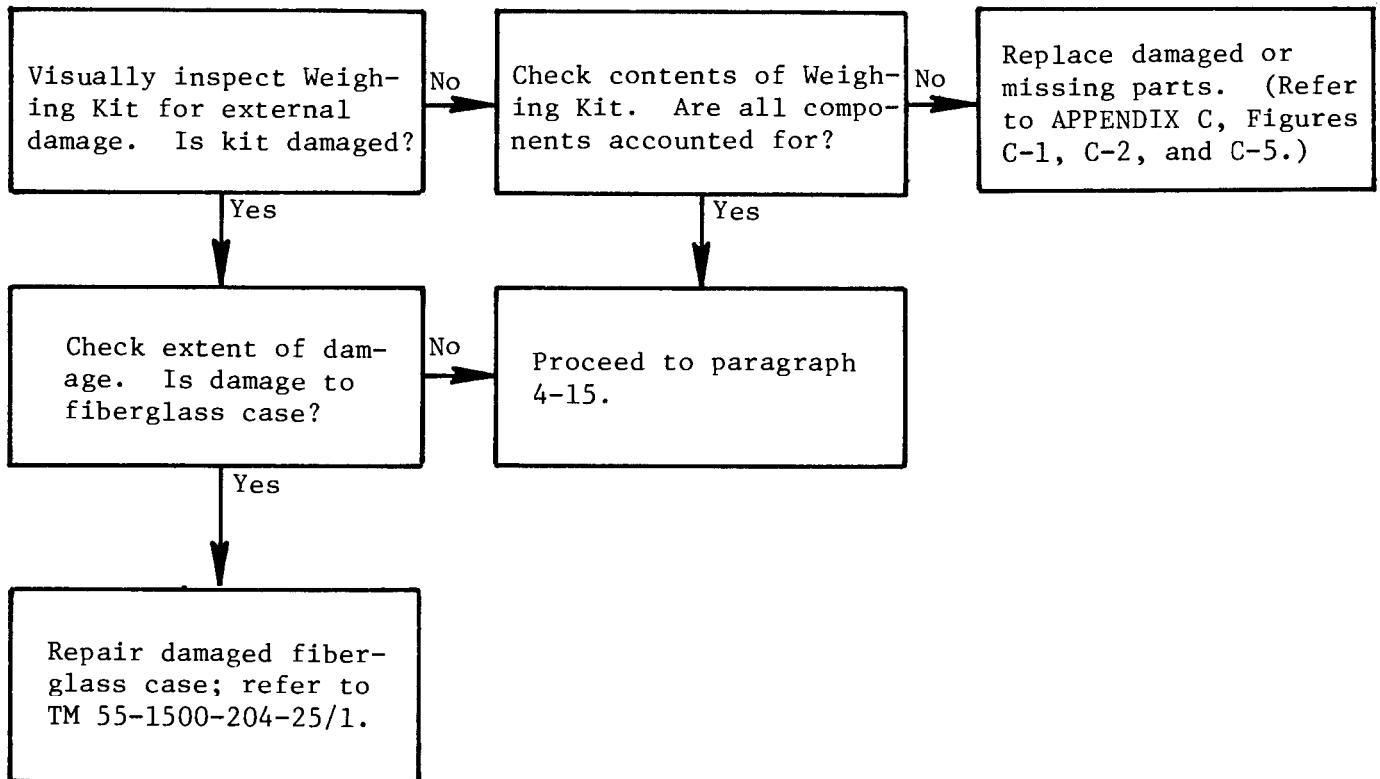 Visually inspect Weigh-
ing Kit for external
damage. Is kit damaged?
No
Check contents of Weigh-
ing Kit. Are all compo-
nents accounted for?
No
Replace damaged or
missing parts. (Refer
to APPENDIX C, Figures
C-1, C-2, and C-5.)
Yes
Yes
Check extent of dam-
age. Is damage to
fiberglass case?
No
Proceed to paragraph
4-15.
Yes
Repair damaged fiber-
glass case; refer to
TM 55-1500-204-25/1.